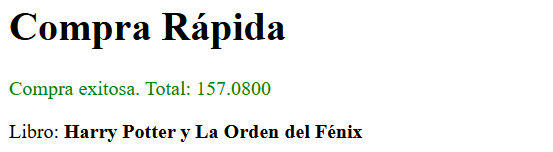 Compra Rápida
Compra exitosa. Total: 157.0800
Libro: Harry Potter y La Orden del Fénix